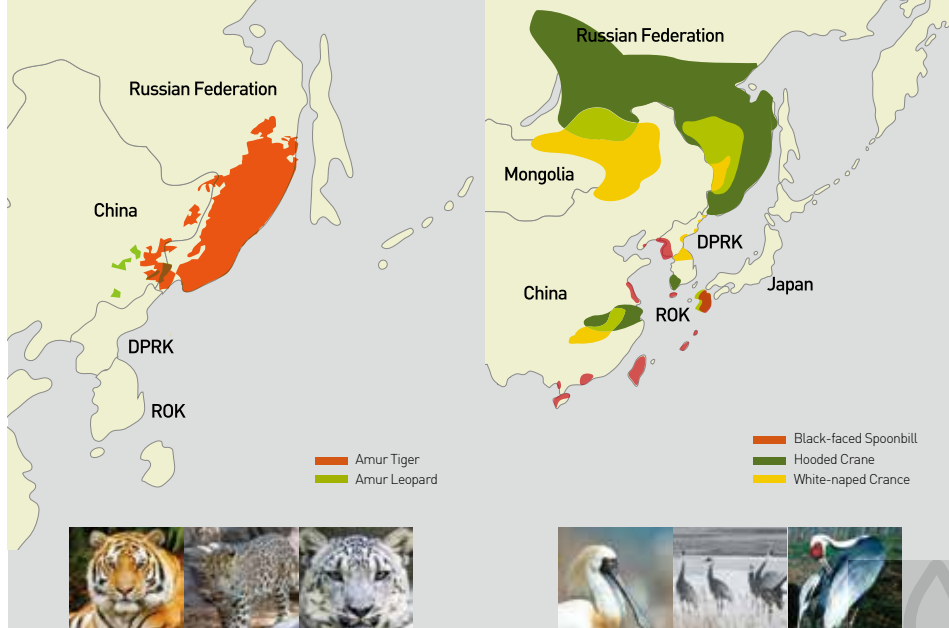 Russian Federation
China
DPRK
ROK
Amur Tiger
Amur Leopard
Russian Federation
Mongolia
DPRK
China
Japan
ROK
Black-faced Spoonbill
Hooded Crane
White-naped Crance